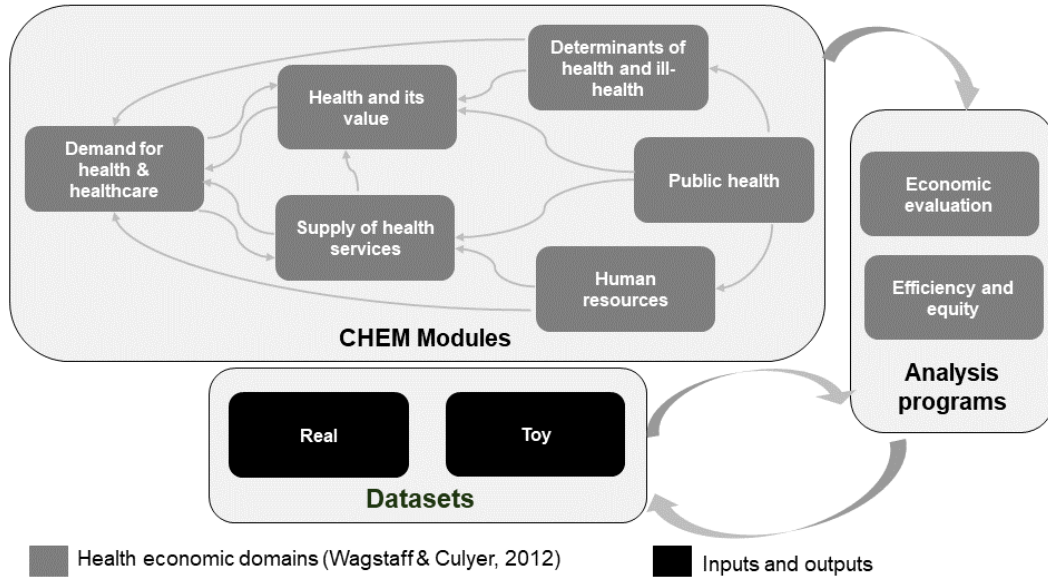 Determinants of
health and ill-
health
Health and its
value
Demand for
health &
healthcare
Public health
Supply of health
services
Human
resources
CHEM Modules
Economic
evaluation
Efficiency and
equity
Analysis
programs
Real
Toy
Datasets
Health economic domains (Wagstaff & Culyer, 2012)
Inputs and outputs